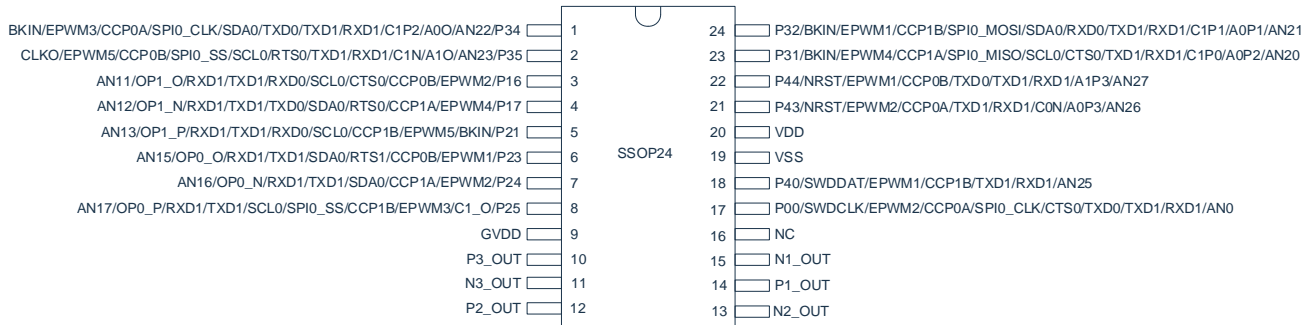 BKIN/EPWM3/CCP0A/SPI0_CLK/SDA0/TXD0/TXD1/RXD1/C1P2/A0O/AN22/P34 1 24 P32/BKIN/EPWM1/CCP1B/SPI0_MOSI/SDA0/RXD0/TXD1/RXD1/C1P1/A0P1/AN21
CLKO/EPWM5/CCP0B/SPI0_SS/SCL0/RTS0/TXD1/RXD1/C1N/A1O/AN23/P35 2 23 P31/BKIN/EPWM4/CCP1A/SPI0_MISO/SCL0/CTS0/TXD1/RXD1/C1P0/A0P2/AN20
AN11/OP1_O/RXD1/TXD1/RXD0/SCL0/CTS0/CCP0B/EPWM2/P16 3 22 P44/NRST/EPWM1/CCP0B/TXD0/TXD1/RXD1/A1P3/AN27
AN12/OP1_N/RXD1/TXD1/TXD0/SDA0/RTS0/CCP1A/EPWM4/P17 4 21 P43/NRST/EPWM2/CCP0A/TXD1/RXD1/C0N/A0P3/AN26
AN13/OP1_P/RXD1/TXD1/RXD0/SCL0/CCP1B/EPWM5/BKIN/P21 5 20 VDD
AN15/OP0_O/RXD1/TXD1/SDA0/RTS1/CCP0B/EPWM1/P23 6 SSOP24 19 VSS
AN16/OP0_N/RXD1/TXD1/SDA0/CCP1A/EPWM2/P24 7 18 P40/SWDDAT/EPWM1/CCP1B/TXD1/RXD1/AN25
AN17/OP0_P/RXD1/TXD1/SCL0/SPI0_SS/CCP1B/EPWM3/C1_O/P25 8 17 P00/SWDCLK/EPWM2/CCP0A/SPI0_CLK/CTS0/TXD0/TXD1/RXD1/AN0
GVDD 9 16 NC
P3_OUT 10 15 N1_OUT
N3_OUT 11 14 P1_OUT
P2_OUT 12 13 N2_OUT